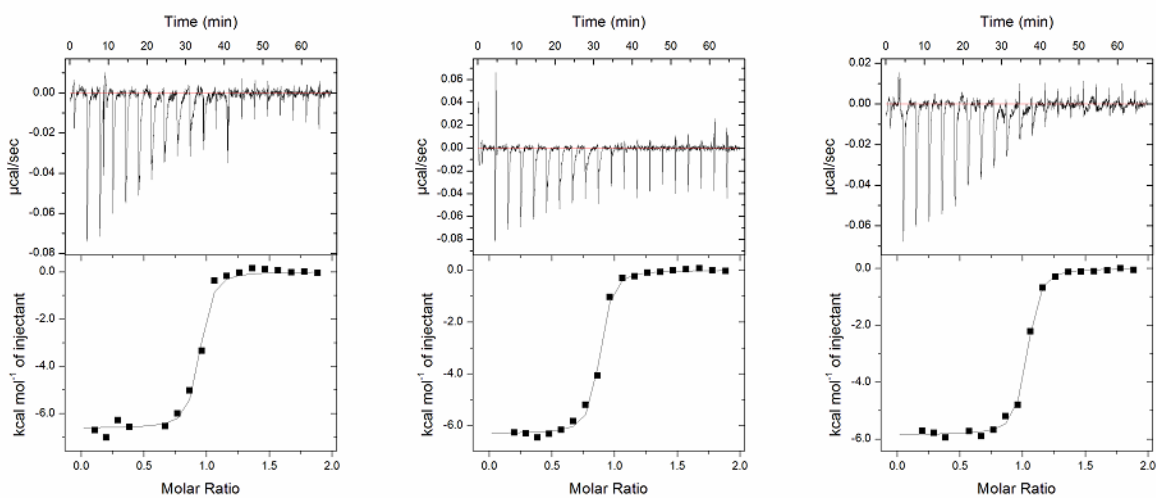 Time (min)
0 10 20 30 40 50 60
0.00
-0.02
-0.04
-0.06
-0.08
µcal/sec
0.0
-2.0
-4.0
-6.0
kcal mol⁻¹ of injectant
0.0 0.5 1.0 1.5 2.0
Molar Ratio
Time (min)
0 10 20 30 40 50 60
0.06
0.04
0.02
0.00
-0.02
-0.04
-0.06
-0.08
µcal/sec
0.0
-2.0
-4.0
-6.0
kcal mol⁻¹ of injectant
0.0 0.5 1.0 1.5 2.0
Molar Ratio
Time (min)
0 10 20 30 40 50 60
0.02
0.00
-0.02
-0.04
-0.06
µcal/sec
0.0
-2.0
-4.0
-6.0
kcal mol⁻¹ of injectant
0.0 0.5 1.0 1.5 2.0
Molar Ratio